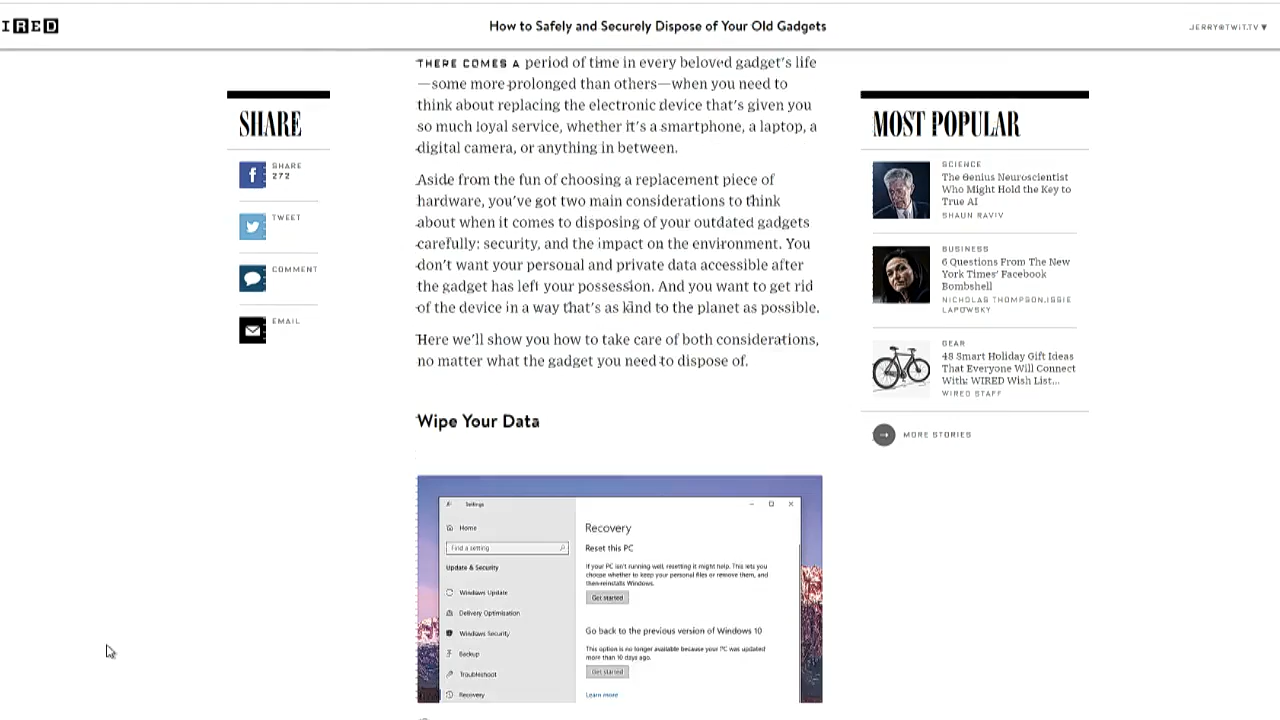 IRED
How to Safely and Securely Dispose of Your Old Gadgets
JERRY@TWIT.TV
THERE COMES A period of time in every beloved gadget's life
—some more prolonged than others—when you need to
think about replacing the electronic device that's given you
so much loyal service, whether it's a smartphone, a laptop, a
digital camera, or anything in between.
Aside from the fun of choosing a replacement piece of
hardware, you've got two main considerations to think
about when it comes to disposing of your outdated gadgets
carefully: security, and the impact on the environment. You
don't want your personal and private data accessible after
the gadget has left your possession. And you want to get rid
of the device in a way that's as kind to the planet as possible.
Here we'll show you how to take care of both considerations,
no matter what the gadget you need to dispose of.
Wipe Your Data
SHARE
SHARE
272
TWEET
COMMENT
EMAIL
MOST POPULAR
SCIENCE
The Genius Neuroscientist
Who Might Hold the Key to
True AI
SHAUN RAVIV
BUSINESS
6 Questions From The New
York Times' Facebook
Bombshell
NICHOLAS THOMPSON,ISSIE
LAPOWSKY
GEAR
48 Smart Holiday Gift Ideas
That Everyone Will Connect
With: WIRED Wish List...
WIRED STAFF
MORE STORIES
Settings
Home
Find a setting
Update & Security
Windows Update
Delivery Optimization
Windows Security
Backup
Troubleshoot
Recovery
Recovery
Reset this PC
If your PC isn't running well, resetting it might help. This lets you
choose whether to keep your personal files or remove them, and
then reinstalls Windows.
Get started
Go back to the previous version of Windows 10
This option is no longer available because your PC was updated
more than 10 days ago.
Get started
Learn more